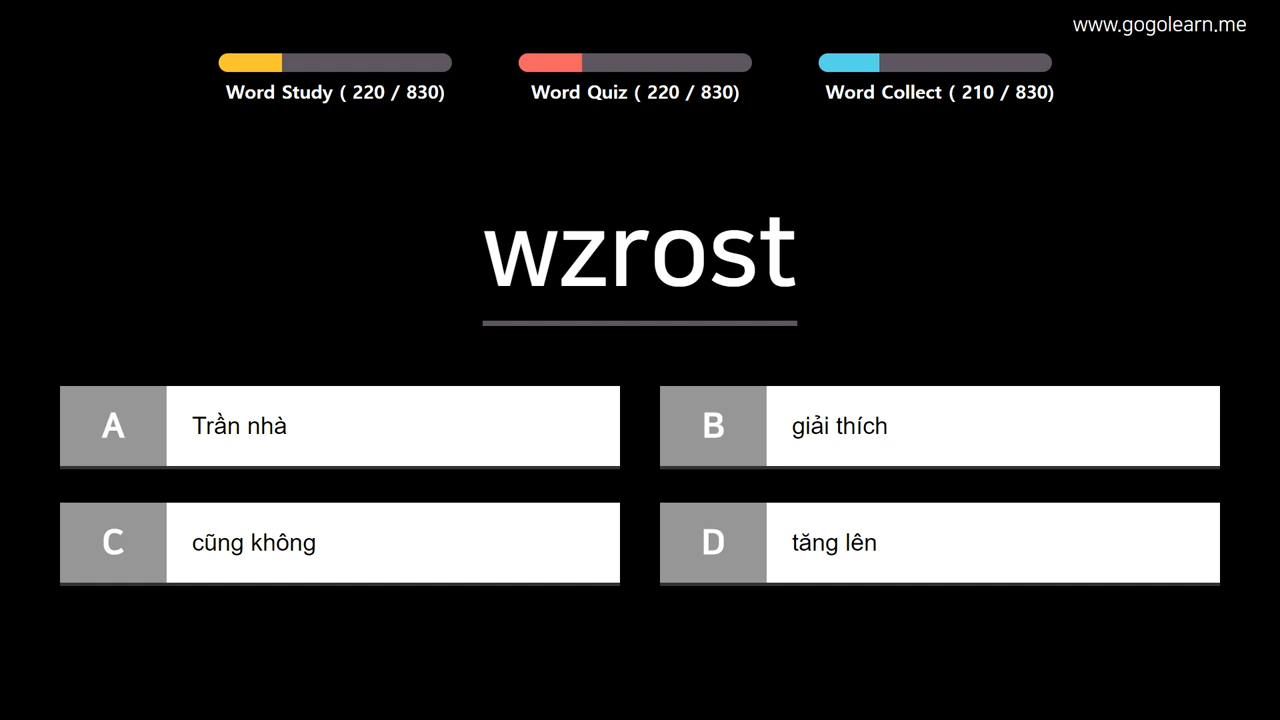 www.gogolearn.me
Word Study ( 220 / 830)
Word Quiz ( 220 / 830)
Word Collect ( 210 / 830)
wzrost
A Trần nhà
B giải thích
C cũng không
D tăng lên